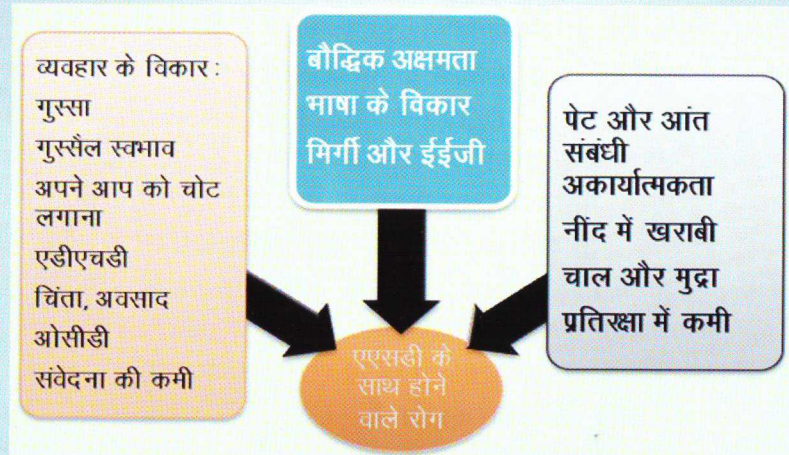 व्यवहार के विकार :
गुस्सा
गुस्सैल स्वभाव
अपने आप को चोट
लगाना
एडीएचडी
चिंता, अवसाद
ओसीडी
संवेदना की कमी
बौद्धिक अक्षमता
भाषा के विकार
मिर्गी और ईईजी
पेट और आंत
संबंधी
अकार्यात्मकता
नींद में खराबी
चाल और मुद्रा
प्रतिरक्षा में कमी
एएसडी के
साथ होने
वाले रोग